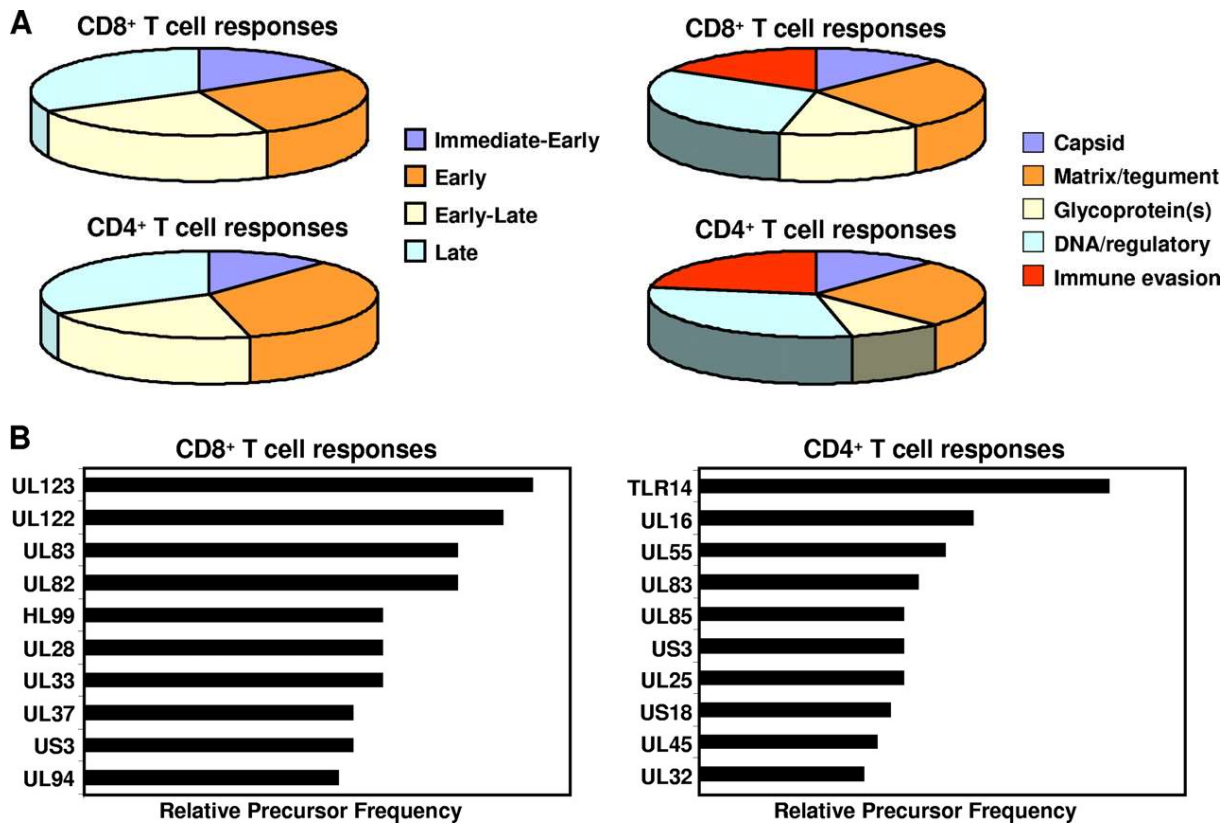 A
CD8⁺ T cell responses
Immediate-Early
Early
Early-Late
Late
CD4⁺ T cell responses
CD8⁺ T cell responses
Capsid
Matrix/tegument
Glycoprotein(s)
DNA/regulatory
Immune evasion
CD4⁺ T cell responses
B
CD8⁺ T cell responses
UL123
UL122
UL83
UL82
HL99
UL28
UL33
UL37
US3
UL94
Relative Precursor Frequency
CD4⁺ T cell responses
TLR14
UL16
UL55
UL83
UL85
US3
UL25
US18
UL45
UL32
Relative Precursor Frequency